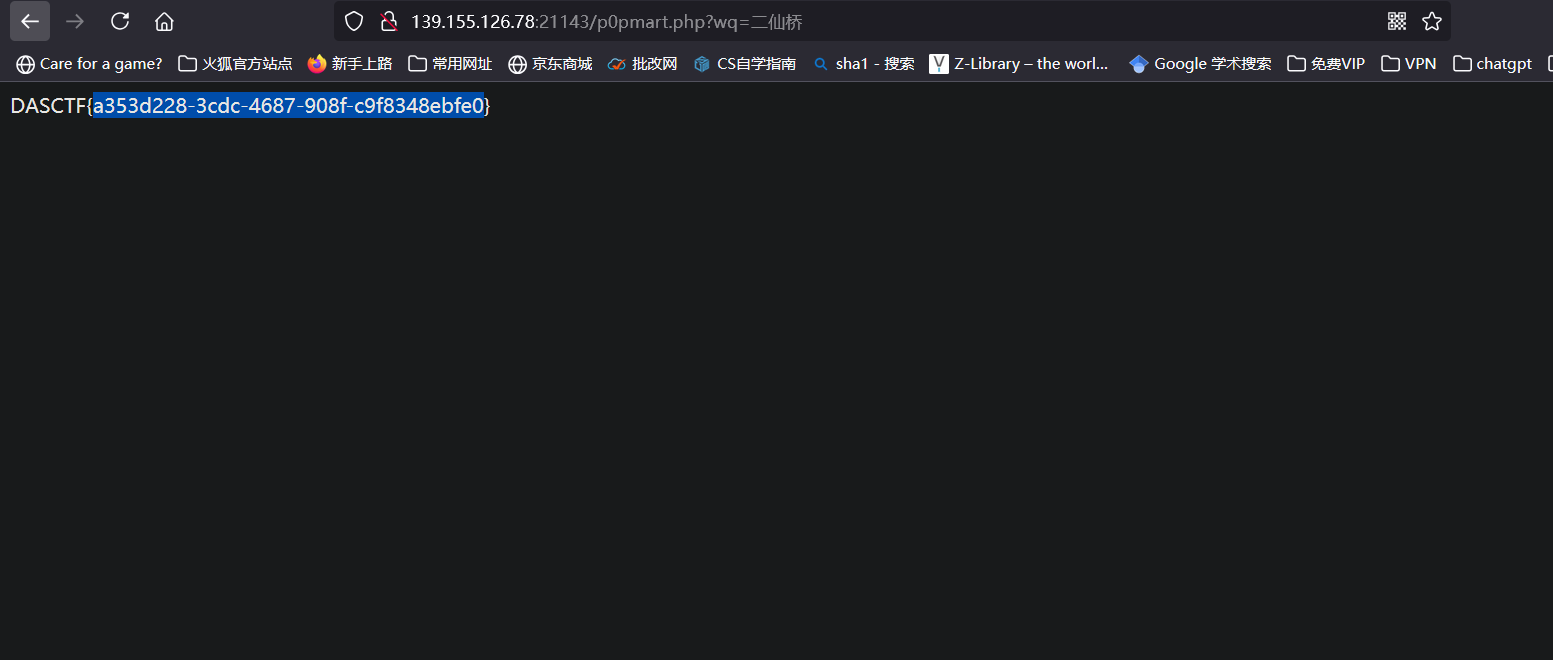 139.155.126.78:21143/p0pmart.php?wq=二仙桥
Care for a game? 火狐官方站点 新手上路 常用网址 京东商城 批改网 CS自学指南 sha1 - 搜索 Z-Library – the worl... Google 学术搜索 免费VIP VPN chatgpt
DASCTF{a353d228-3cdc-4687-908f-c9f8348ebfe0}